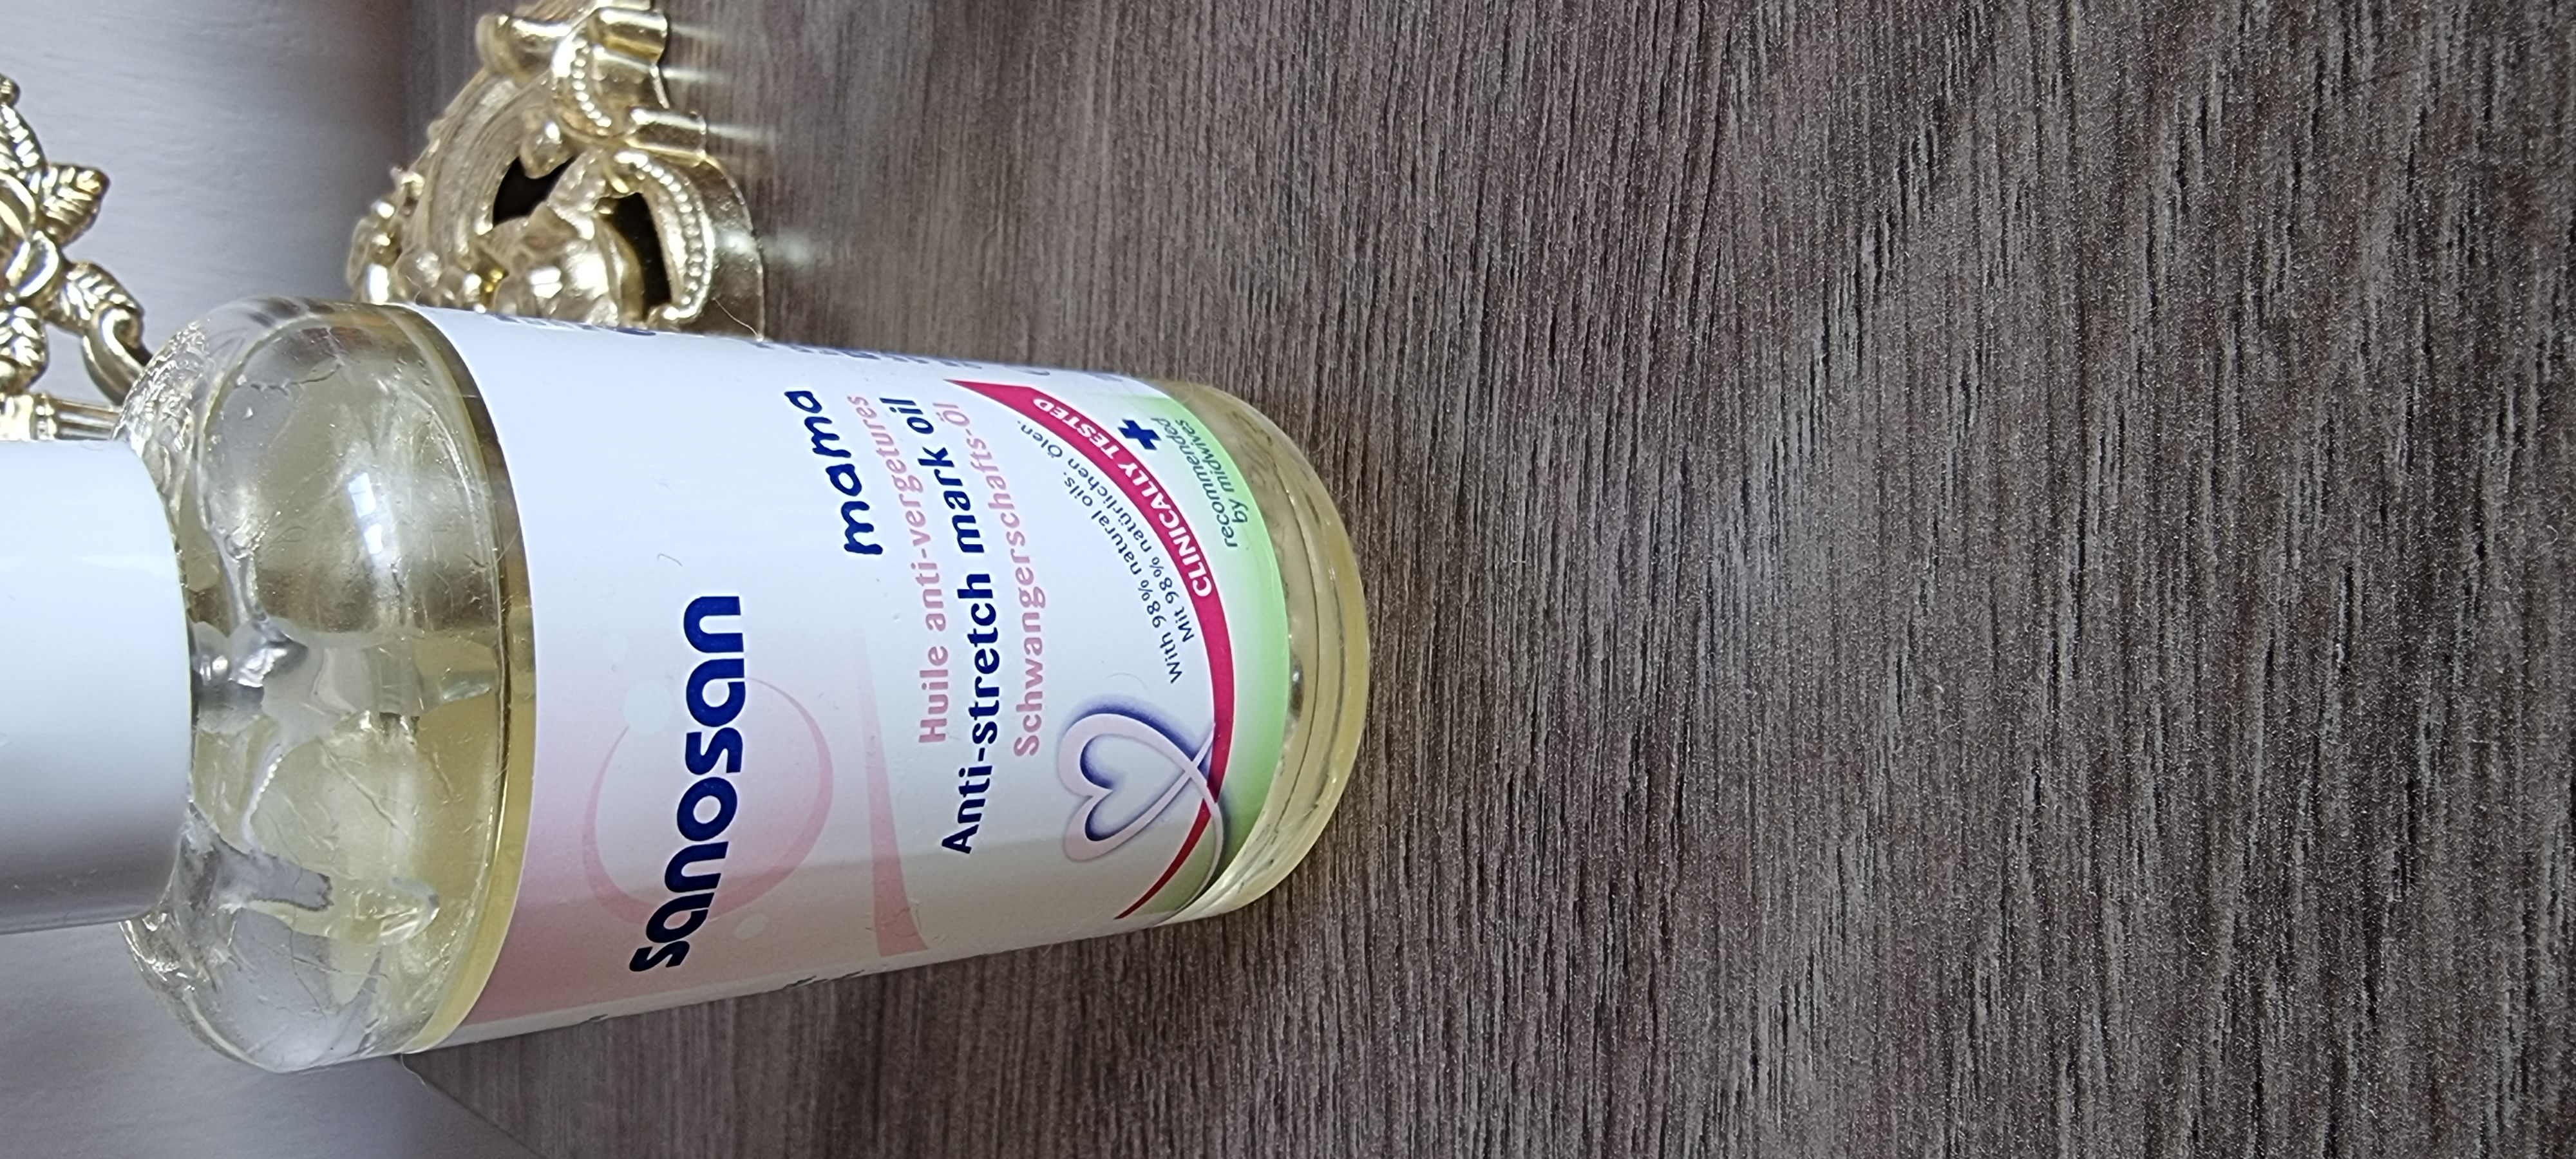 sanosan
mama
Huile anti-vergetures
Anti-stretch mark oil
Schwangerschafts-Öl
With 98% natural oils.
Mit 98% natürlichen Ölen.
CLINICALLY TESTED
recommended
by midwives